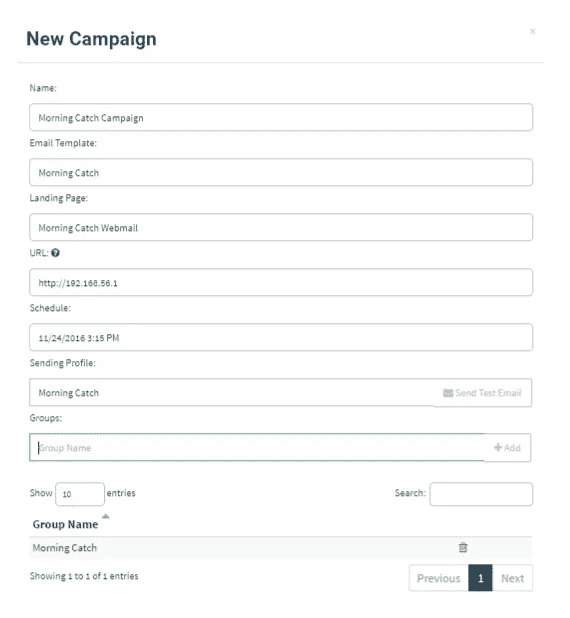 New Campaign
×
Name:
Morning Catch Campaign
Email Template:
Morning Catch
Landing Page:
Morning Catch Webmail
URL:
http://192.168.56.1
Schedule:
11/24/2016 3:15 PM
Sending Profile:
Morning Catch Send Test Email
Groups:
Group Name + Add
Show 10 entries Search:
Group Name
Morning Catch
Showing 1 to 1 of 1 entries Previous 1 Next